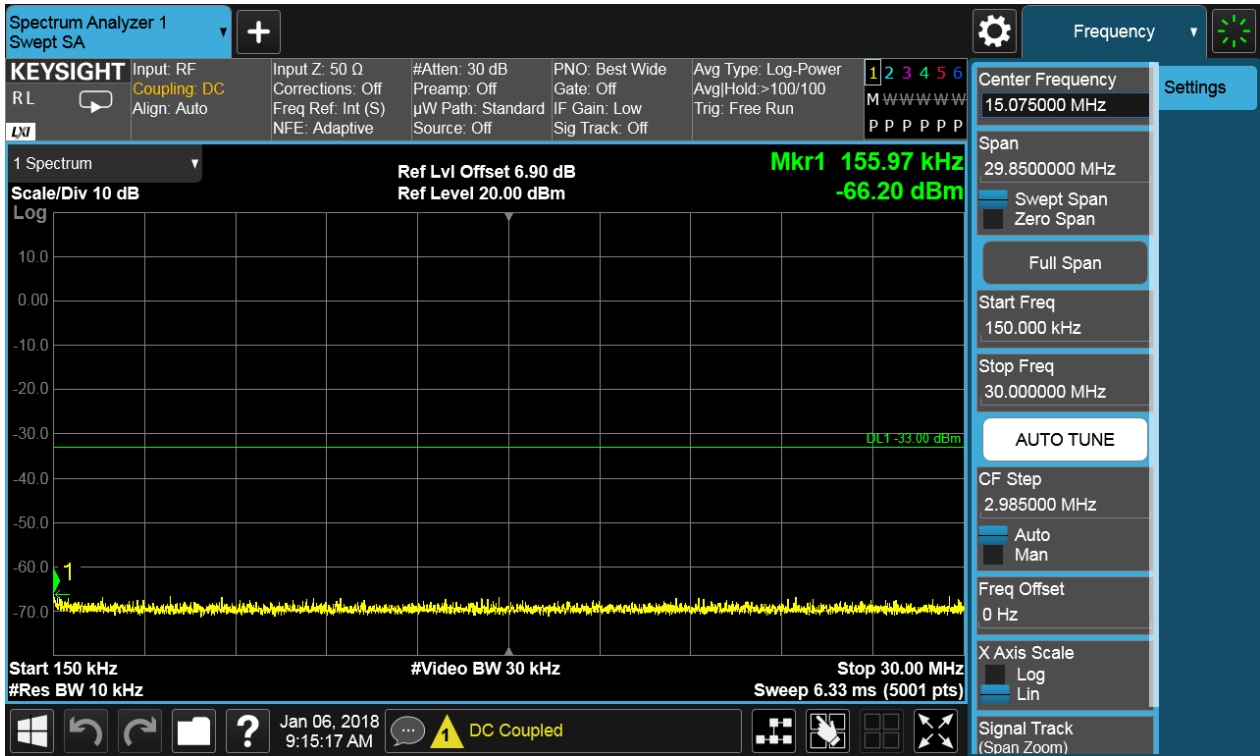 Spectrum Analyzer 1
Swept SA
+
Frequency
KEYSIGHT
RL
LXI
Input: RF
Coupling: DC
Align: Auto
Input Z: 50 Ω
Corrections: Off
Freq Ref: Int (S)
NFE: Adaptive
#Atten: 30 dB
Preamp: Off
µW Path: Standard
Source: Off
PNO: Best Wide
Gate: Off
IF Gain: Low
Sig Track: Off
Avg Type: Log-Power
Avg|Hold:>100/100
Trig: Free Run
1 2 3 4 5 6
M W W W W W
P P P P P P
1 Spectrum
Scale/Div 10 dB
Log
Ref Lvl Offset 6.90 dB
Ref Level 20.00 dBm
Mkr1 155.97 kHz
-66.20 dBm
10.0
0.00
-10.0
-20.0
-30.0
DL1 -33.00 dBm
-40.0
-50.0
-60.0
1
-70.0
Start 150 kHz
#Res BW 10 kHz
#Video BW 30 kHz
Stop 30.00 MHz
Sweep 6.33 ms (5001 pts)
Center Frequency
15.075000 MHz
Span
29.8500000 MHz
Swept Span
Zero Span
Full Span
Start Freq
150.000 kHz
Stop Freq
30.000000 MHz
AUTO TUNE
CF Step
2.985000 MHz
Auto
Man
Freq Offset
0 Hz
X Axis Scale
Log
Lin
Signal Track
(Span Zoom)
Settings
?
Jan 06, 2018
9:15:17 AM
1
DC Coupled